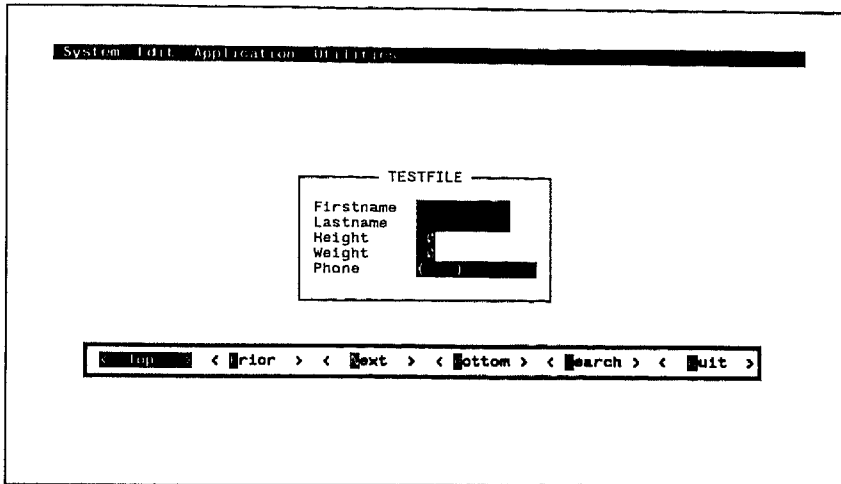 System Edit Application Utilities
TESTFILE
Firstname
Lastname
Height
Weight
Phone ( )
< Top > < Prior > < Next > < Bottom > < Search > < Quit >